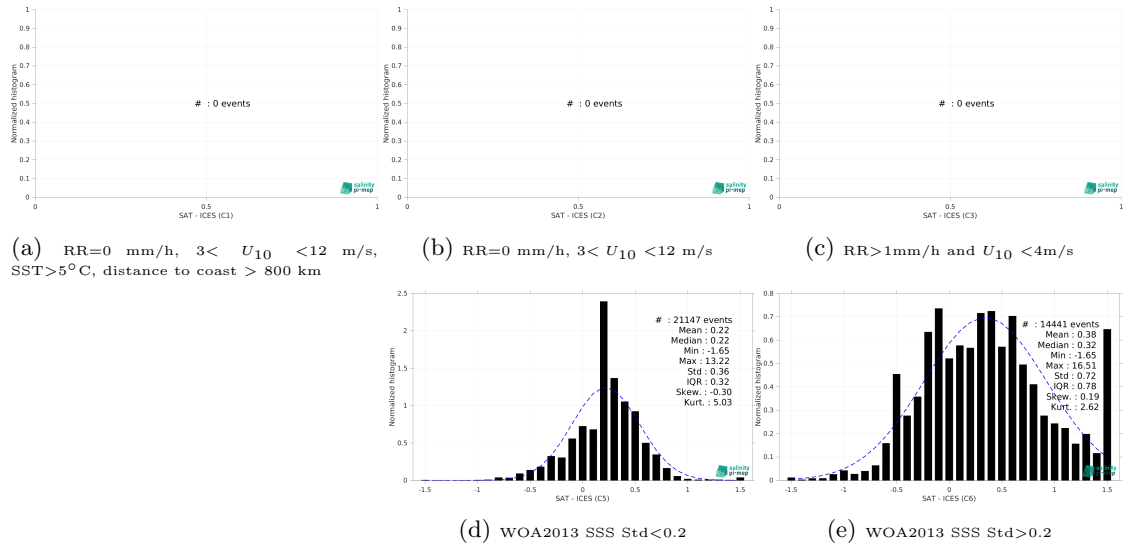 1
0.9
0.8
0.7
0.6
0.5
0.4
0.3
0.2
0.1
0
Normalized histogram
# : 0 events
salinity
pi-mep
0 0.5 1
SAT - ICES (C1)
(a) RR=0 mm/h, 3< U10 <12 m/s,
SST>5°C, distance to coast > 800 km
1
0.9
0.8
0.7
0.6
0.5
0.4
0.3
0.2
0.1
0
Normalized histogram
# : 0 events
salinity
pi-mep
0 0.5 1
SAT - ICES (C2)
(b) RR=0 mm/h, 3< U10 <12 m/s
1
0.9
0.8
0.7
0.6
0.5
0.4
0.3
0.2
0.1
0
Normalized histogram
# : 0 events
salinity
pi-mep
0 0.5 1
SAT - ICES (C3)
(c) RR>1mm/h and U10 <4m/s
2.5
2
1.5
1
0.5
0
Normalized histogram
# : 21147 events
Mean : 0.22
Median : 0.22
Min : -1.65
Max : 13.22
Std : 0.36
IQR : 0.32
Skew. : -0.30
Kurt. : 5.03
salinity
pi-mep
-1.5 -1 -0.5 0 0.5 1 1.5
SAT - ICES (C5)
(d) WOA2013 SSS Std<0.2
0.8
0.7
0.6
0.5
0.4
0.3
0.2
0.1
0
Normalized histogram
# : 14441 events
Mean : 0.38
Median : 0.32
Min : -1.65
Max : 16.51
Std : 0.72
IQR : 0.78
Skew. : 0.19
Kurt. : 2.62
salinity
pi-mep
-1.5 -1 -0.5 0 0.5 1 1.5
SAT - ICES (C6)
(e) WOA2013 SSS Std>0.2